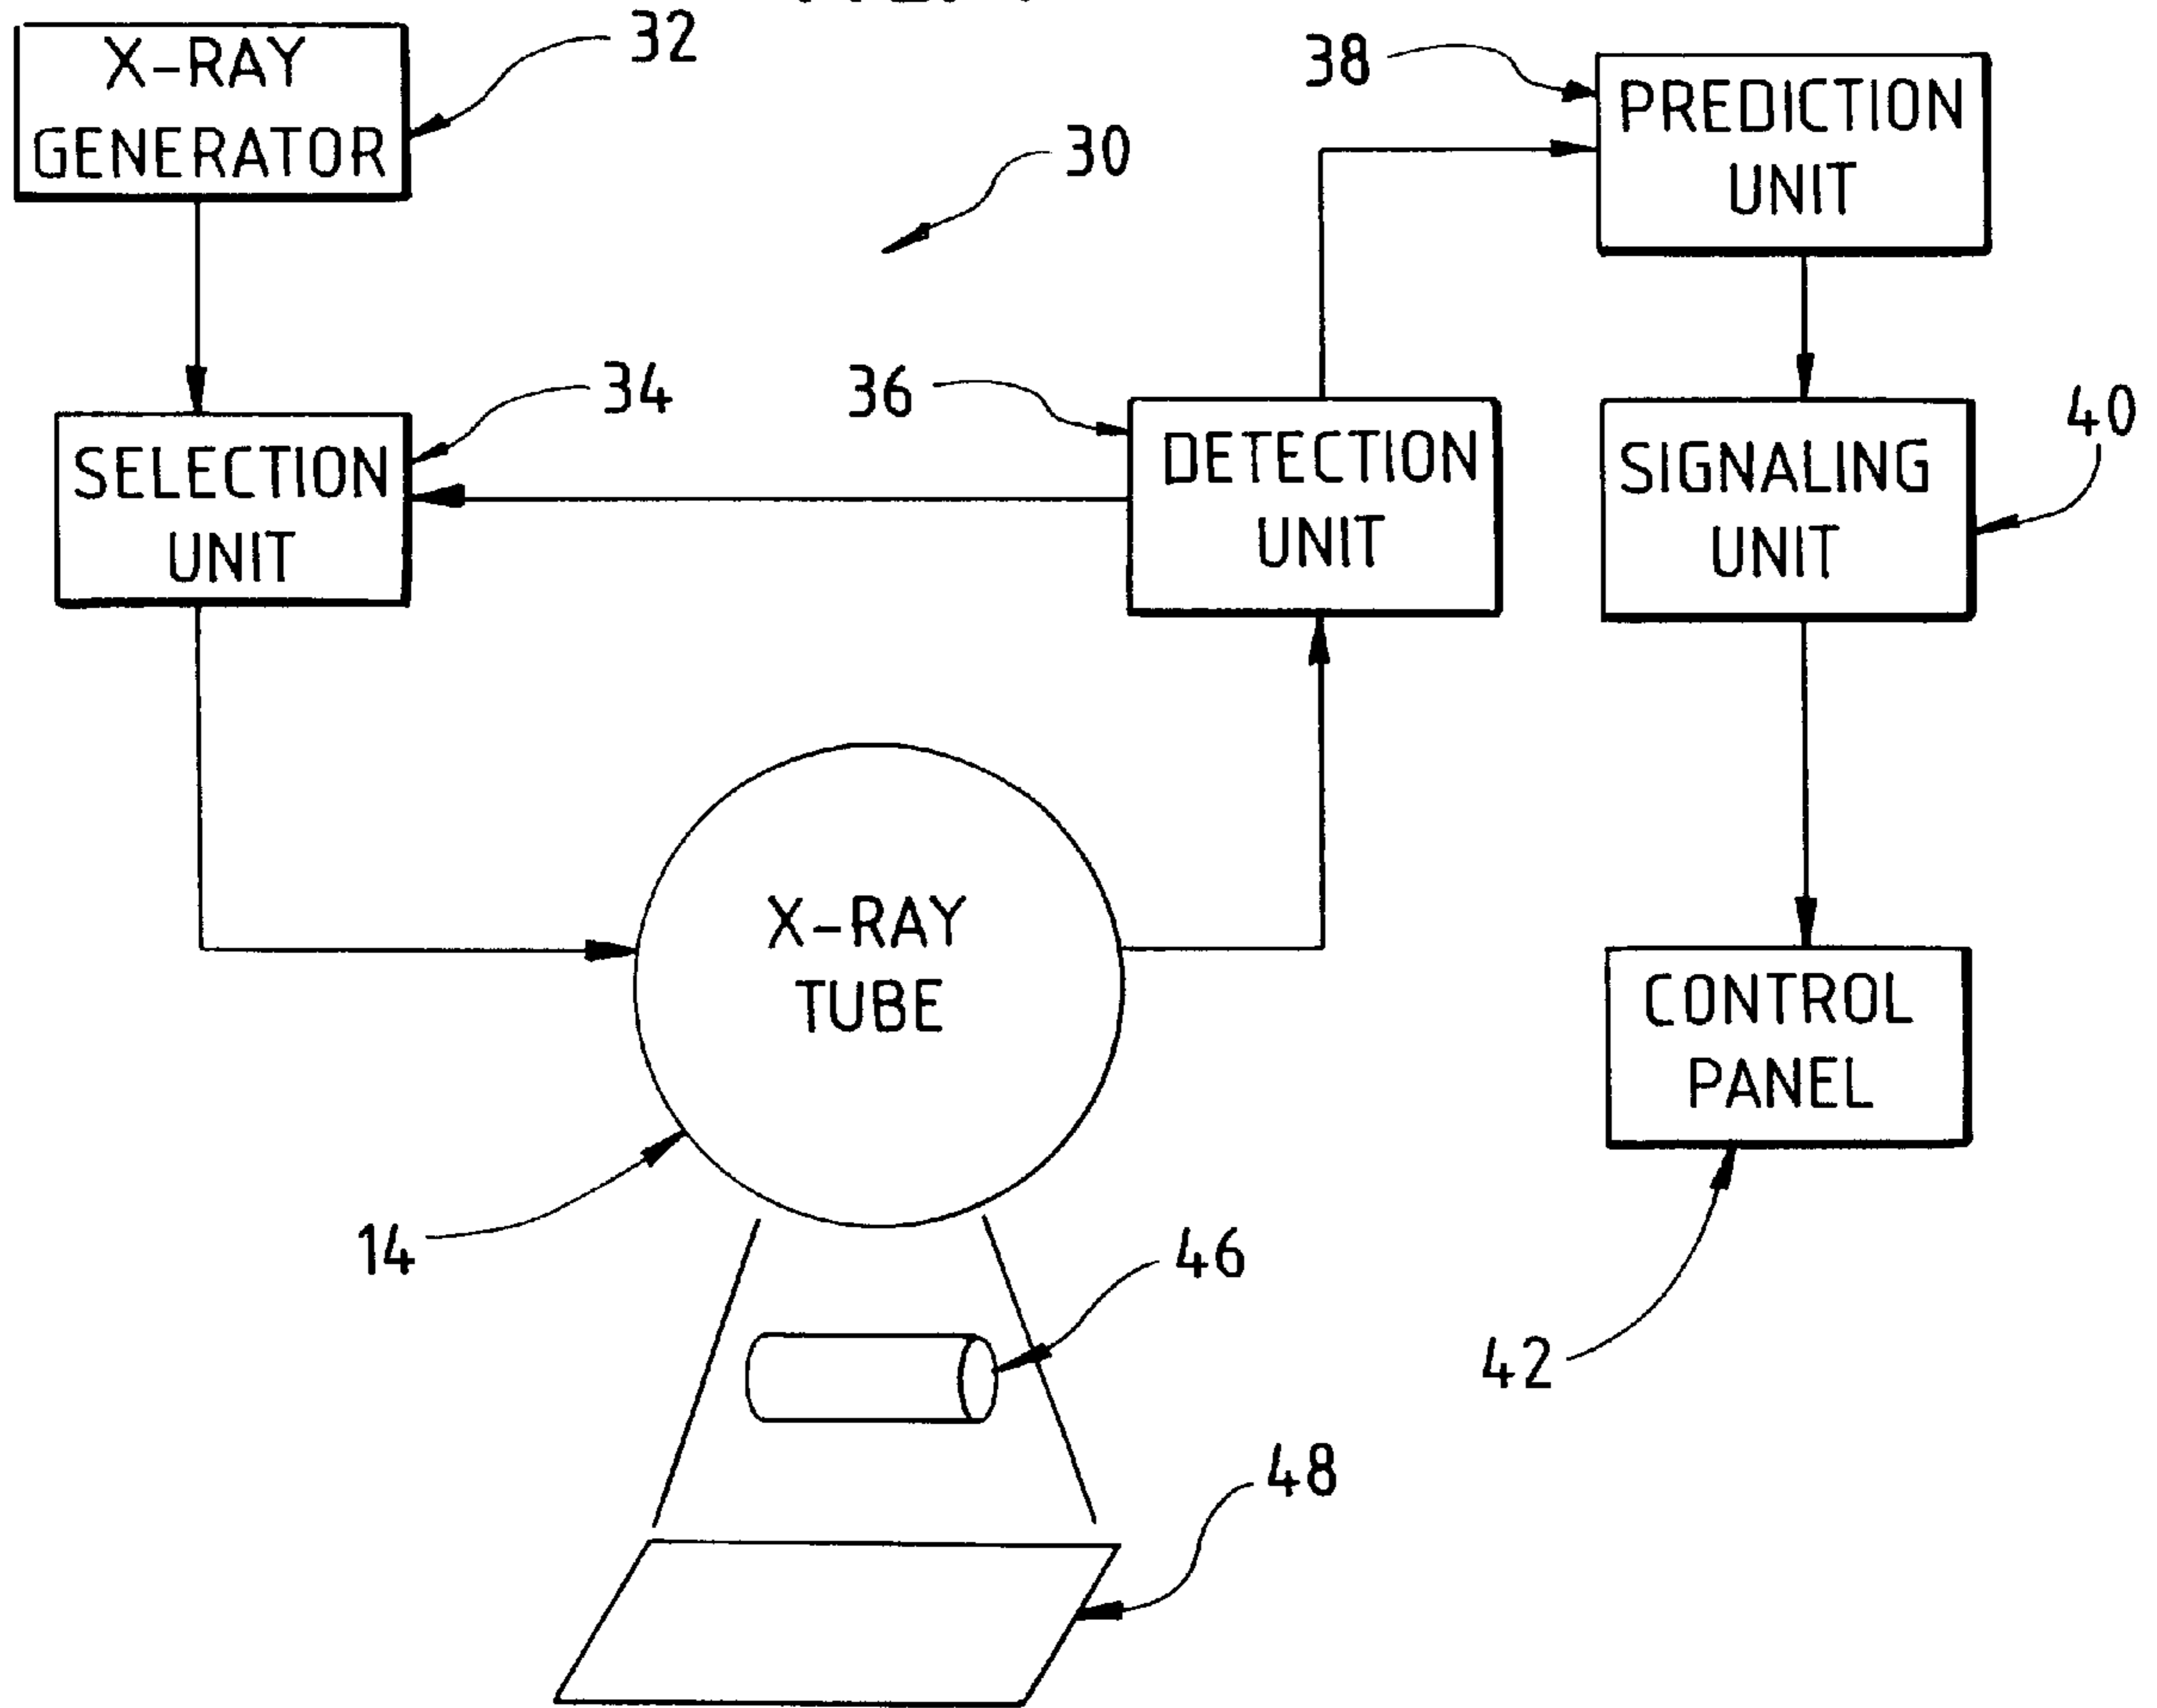 32
X-RAY
GENERATOR
38
PREDICTION
UNIT
30
34
SELECTION
UNIT
36
DETECTION
UNIT
SIGNALING
UNIT
40
X-RAY
TUBE
CONTROL
PANEL
14
46
42
48